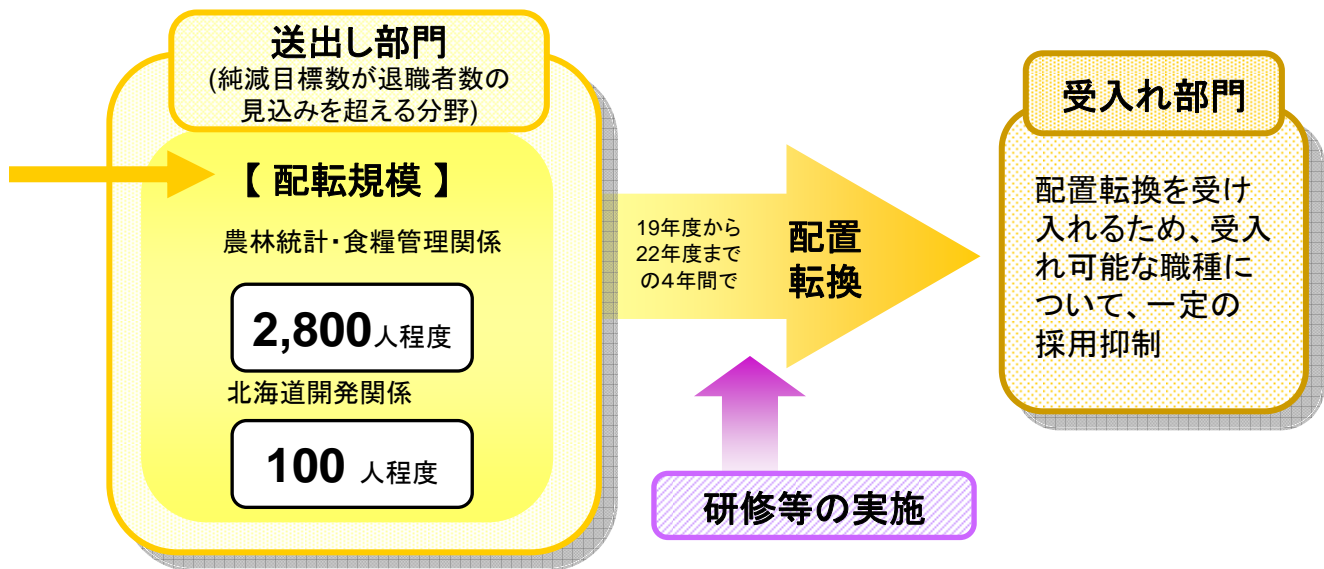 送出し部門
(純減目標数が退職者数の
見込みを超える分野)
【 配転規模 】
農林統計・食糧管理関係
2,800人程度
北海道開発関係
100 人程度
19年度から
22年度まで
の4年間で
配置
転換
研修等の実施
受入れ部門
配置転換を受け
入れるため、受入
れ可能な職種に
ついて、一定の
採用抑制